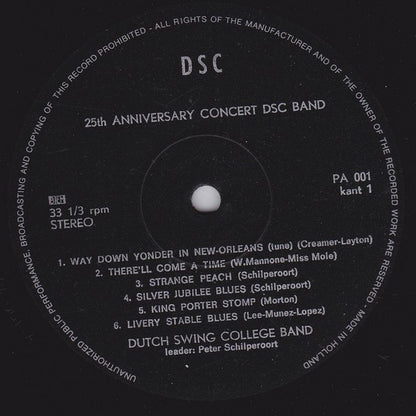 UNAUTHORIZED PUBLIC PERFORMANCE, BROADCASTING AND COPYING OF THIS RECORD PROHIBITED - ALL RIGHTS OF THE MANUFACTURER AND OF THE OWNER OF THE RECORDED WORK ARE RESERVED - MADE IN HOLLAND
DSC
25th ANNIVERSARY CONCERT DSC BAND
PA 001
kant 1
33 1/3 rpm
STEREO
1. WAY DOWN YONDER IN NEW-ORLEANS (tune) (Creamer-Layton)
2. THERE'LL COME A TIME (W.Mannone-Miss Mole)
3. STRANGE PEACH (Schilperoort)
4. SILVER JUBILEE BLUES (Schilperoort)
5. KING PORTER STOMP (Morton)
6. LIVERY STABLE BLUES (Lee-Munez-Lopez)
DUTCH SWING COLLEGE BAND
leader: Peter Schilperoort